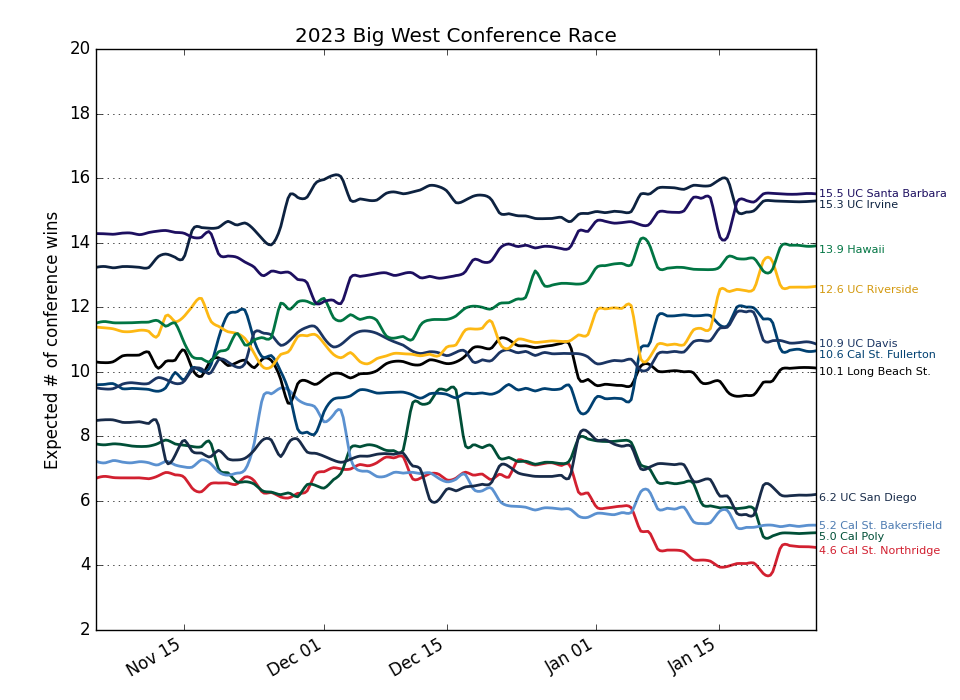 2023 Big West Conference Race
Expected # of conference wins
20
18
16
14
12
10
8
6
4
2
Nov 15
Dec 01
Dec 15
Jan 01
Jan 15
15.5 UC Santa Barbara
15.3 UC Irvine
13.9 Hawaii
12.6 UC Riverside
10.9 UC Davis
10.6 Cal St. Fullerton
10.1 Long Beach St.
6.2 UC San Diego
5.2 Cal St. Bakersfield
5.0 Cal Poly
4.6 Cal St. Northridge